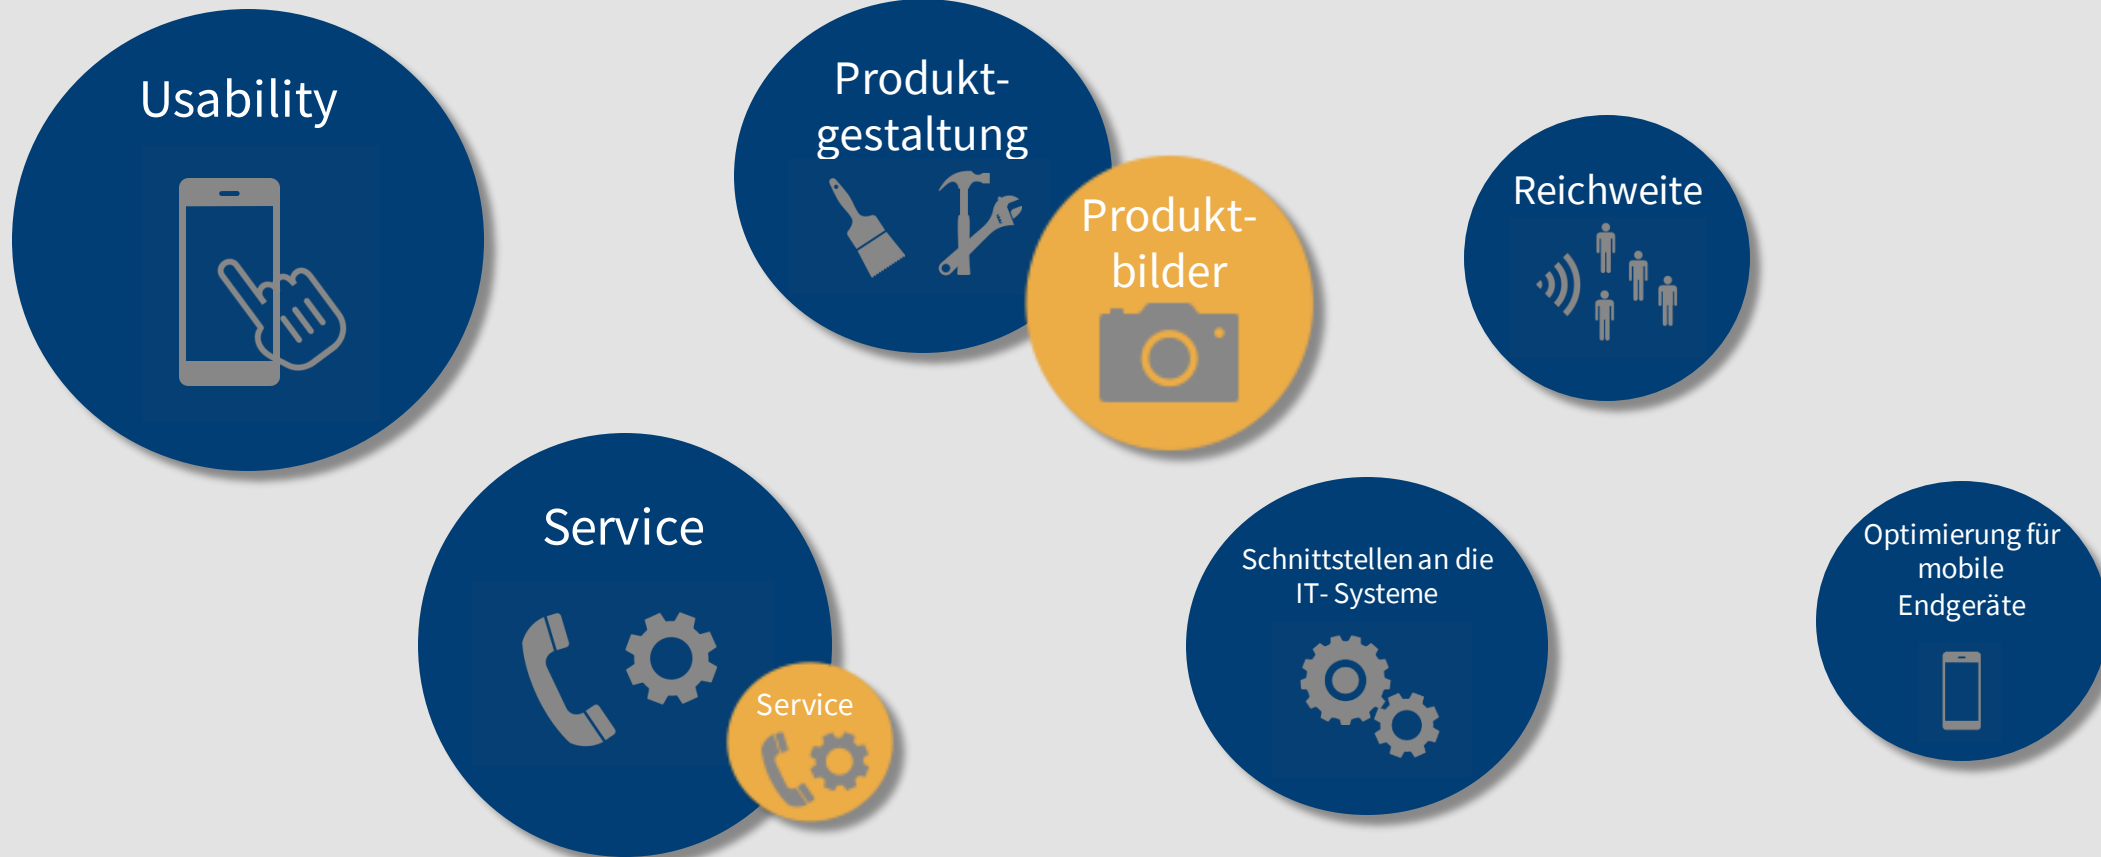 Usability
Produkt-
gestaltung
Produkt-
bilder
Reichweite
Service
Service
Schnittstellen an die
IT- Systeme
Optimierung für
mobile
Endgeräte